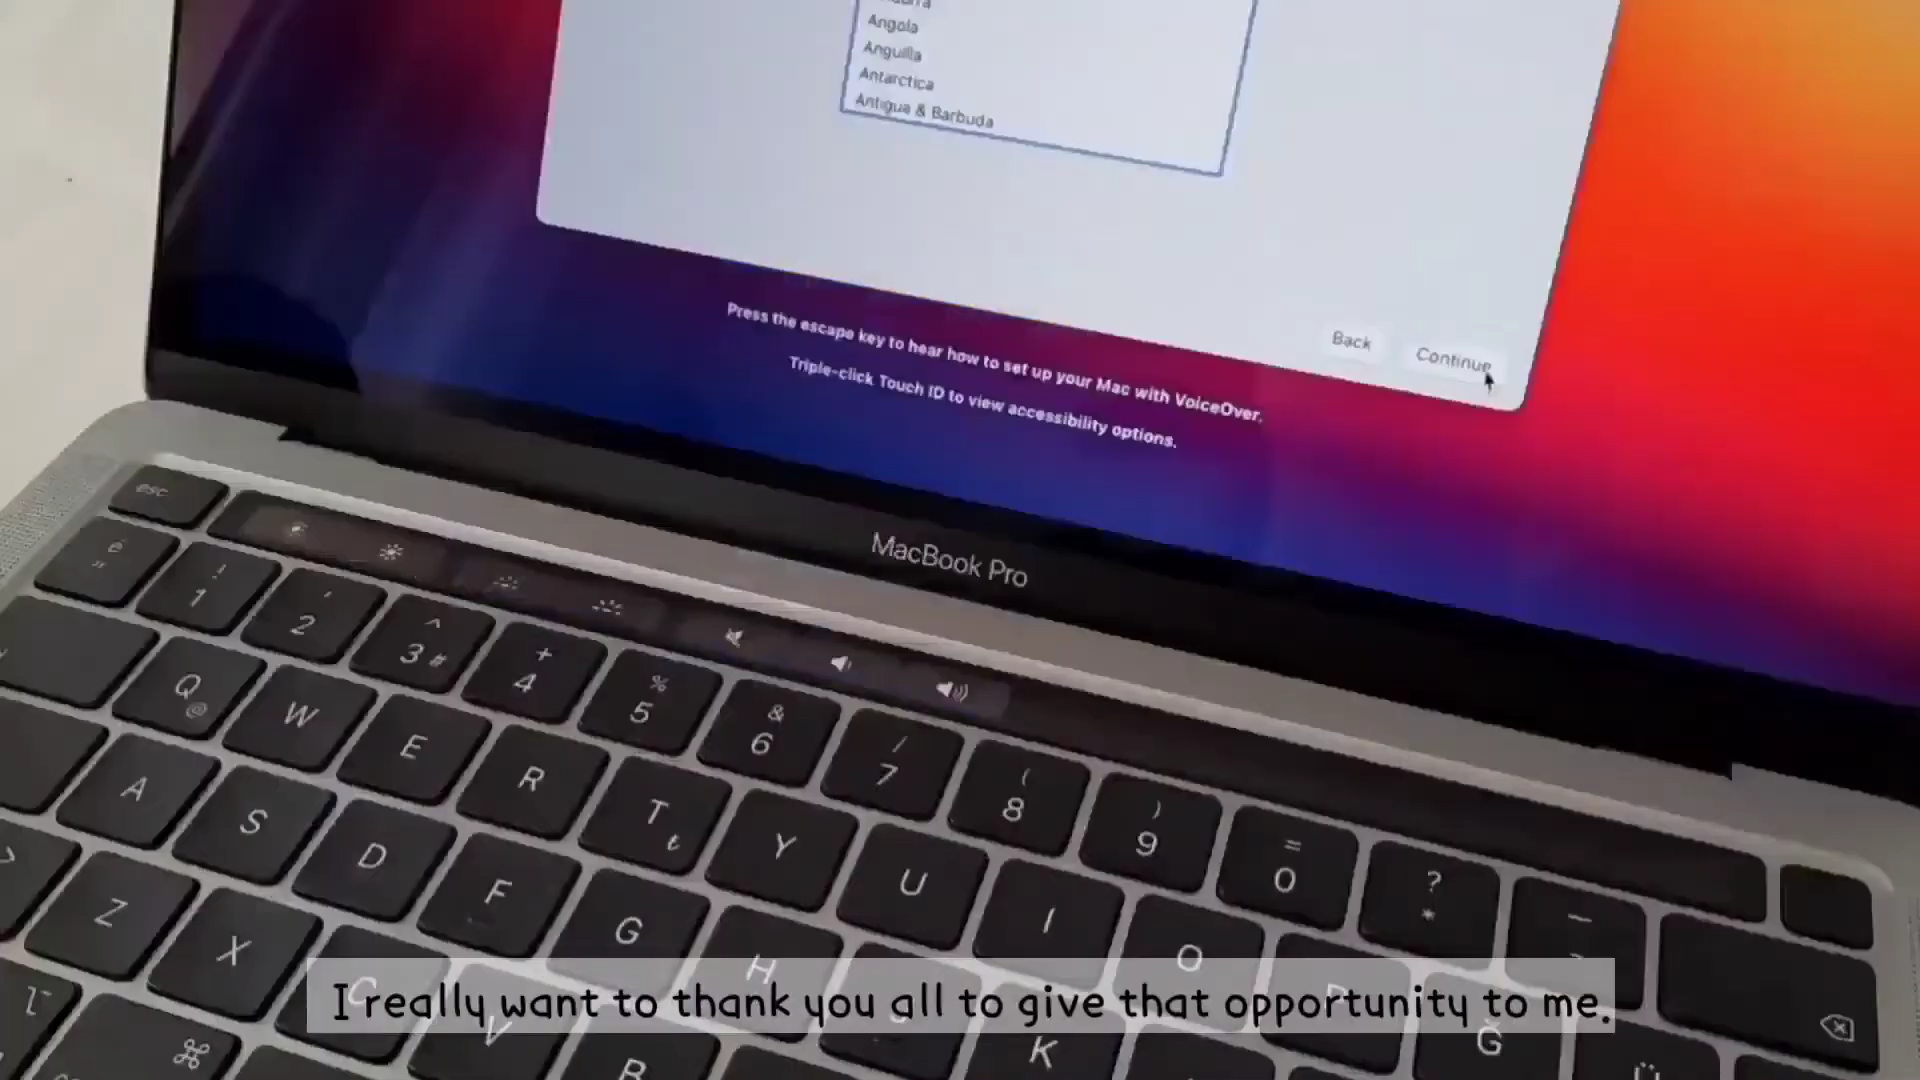 Angola
Anguilla
Antarctica
Antigua & Barbuda
Back
Continue
Press the escape key to hear how to set up your Mac with VoiceOver.
Triple-click Touch ID to view accessibility options.
MacBook Pro
esc
é "
! 1
' 2
^ 3 #
+ 4
% 5
& 6
/ 7
( 8
) 9
= 0
? *
Q @
W
E
R
T ₺
Y
U
I
O
P
Ğ
Ü
A
S
D
F
G
H
K
>
Z
X
C
V
B
⌘
I really want to thank you all to give that opportunity to me.